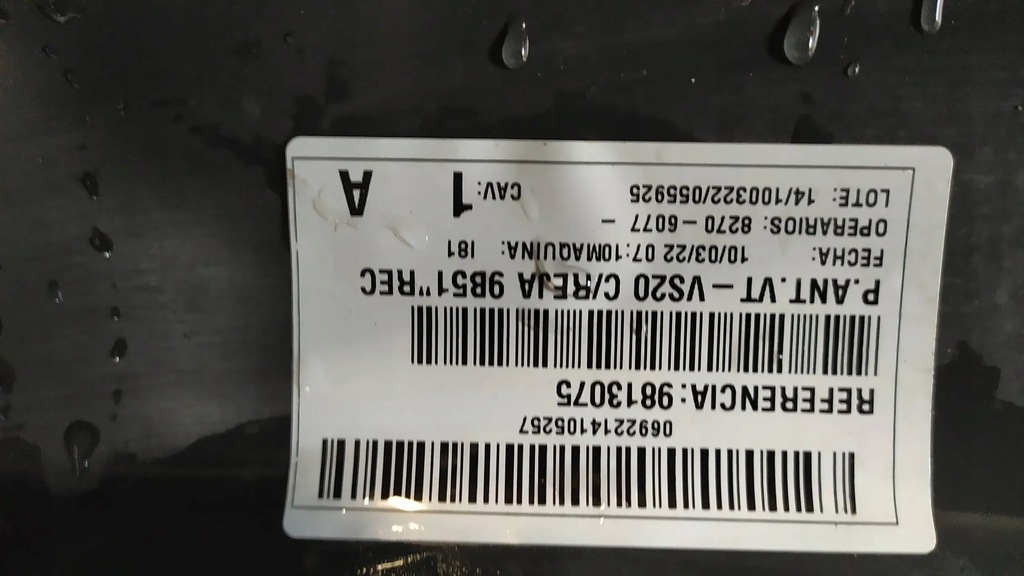 0692214105257
REFERENCIA: 9813075
P.ANT.VT - VS20 C/REJA 9B51"REC
FECHA: 10/03/22 07:10MAQUINA: I81
OPERARIOS: 8270 - 6077 -
LOTE: 14/100322/055925 CAV: 1 A